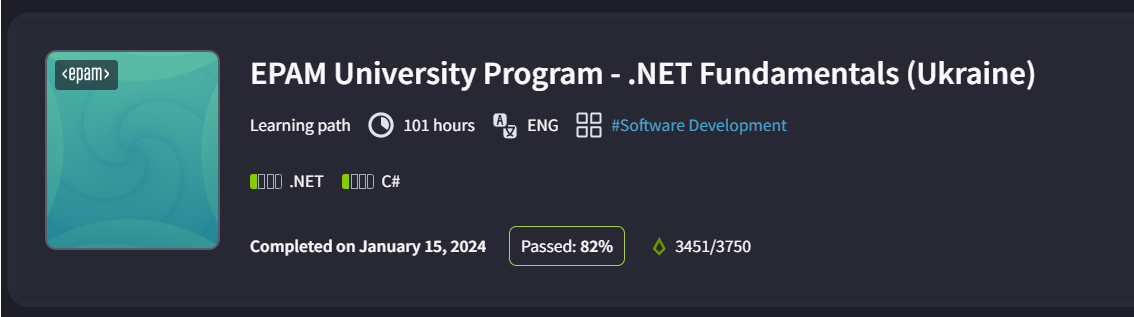 <epam>
EPAM University Program - .NET Fundamentals (Ukraine)
Learning path 101 hours ENG #Software Development
.NET C#
Completed on January 15, 2024 Passed: 82% 3451/3750